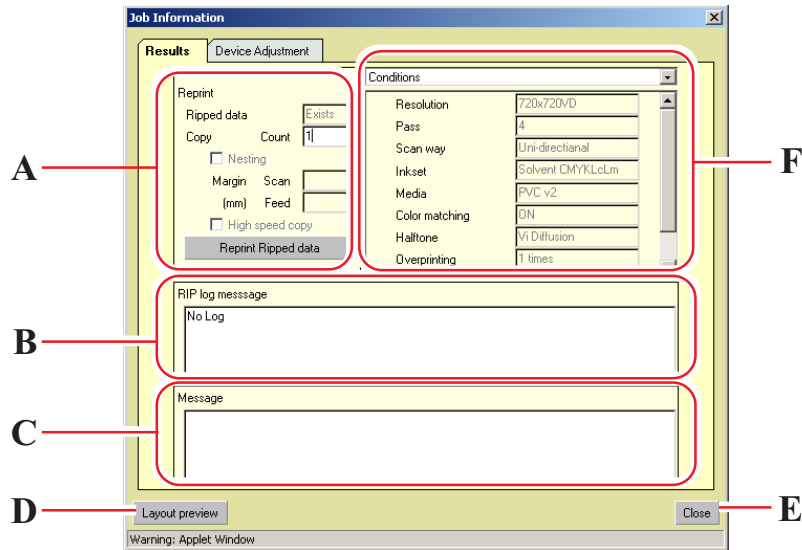 Job Information
Results
Device Adjustment
A
Reprint
Ripped data Exists
Copy Count 1
Nesting
Margin Scan
(mm) Feed
High speed copy
Reprint Ripped data
F
Conditions
Resolution 720x720VD
Pass 4
Scan way Uni-directianal
Inkset Solvent CMYKLcLm
Media PVC v2
Color matching ON
Halftone Vi Diffusion
Overprinting 1 times
B
RIP log messsage
No Log
C
Message
D
Layout preview
Close
E
Warning: Applet Window